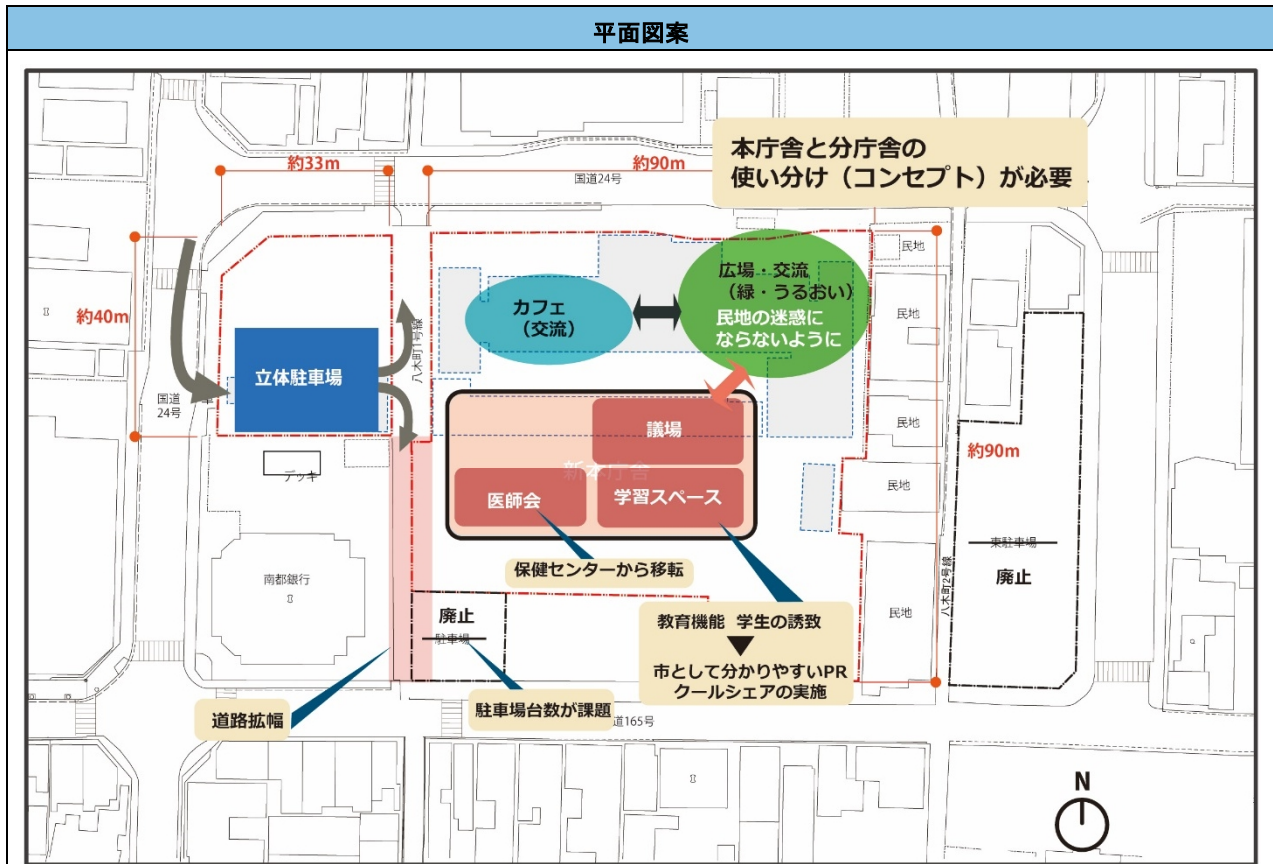 平面図案
本庁舎と分庁舎の
使い分け（コンセプト）が必要
約33m
約90m
国道24号
広場・交流
（緑・うるおい）
民地の迷惑に
ならないように
カフェ
（交流）
民地
民地
民地
民地
民地
約40m
国道
24号
立体駐車場
八木町1号線
議場
新本庁舎
医師会
学習スペース
約90m
デッキ
保健センターから移転
南都銀行
東駐車場
廃止
八木町2号線
廃止
駐車場
教育機能 学生の誘致
市として分かりやすいPR
クールシェアの実施
道路拡幅
駐車場台数が課題
道165号
N